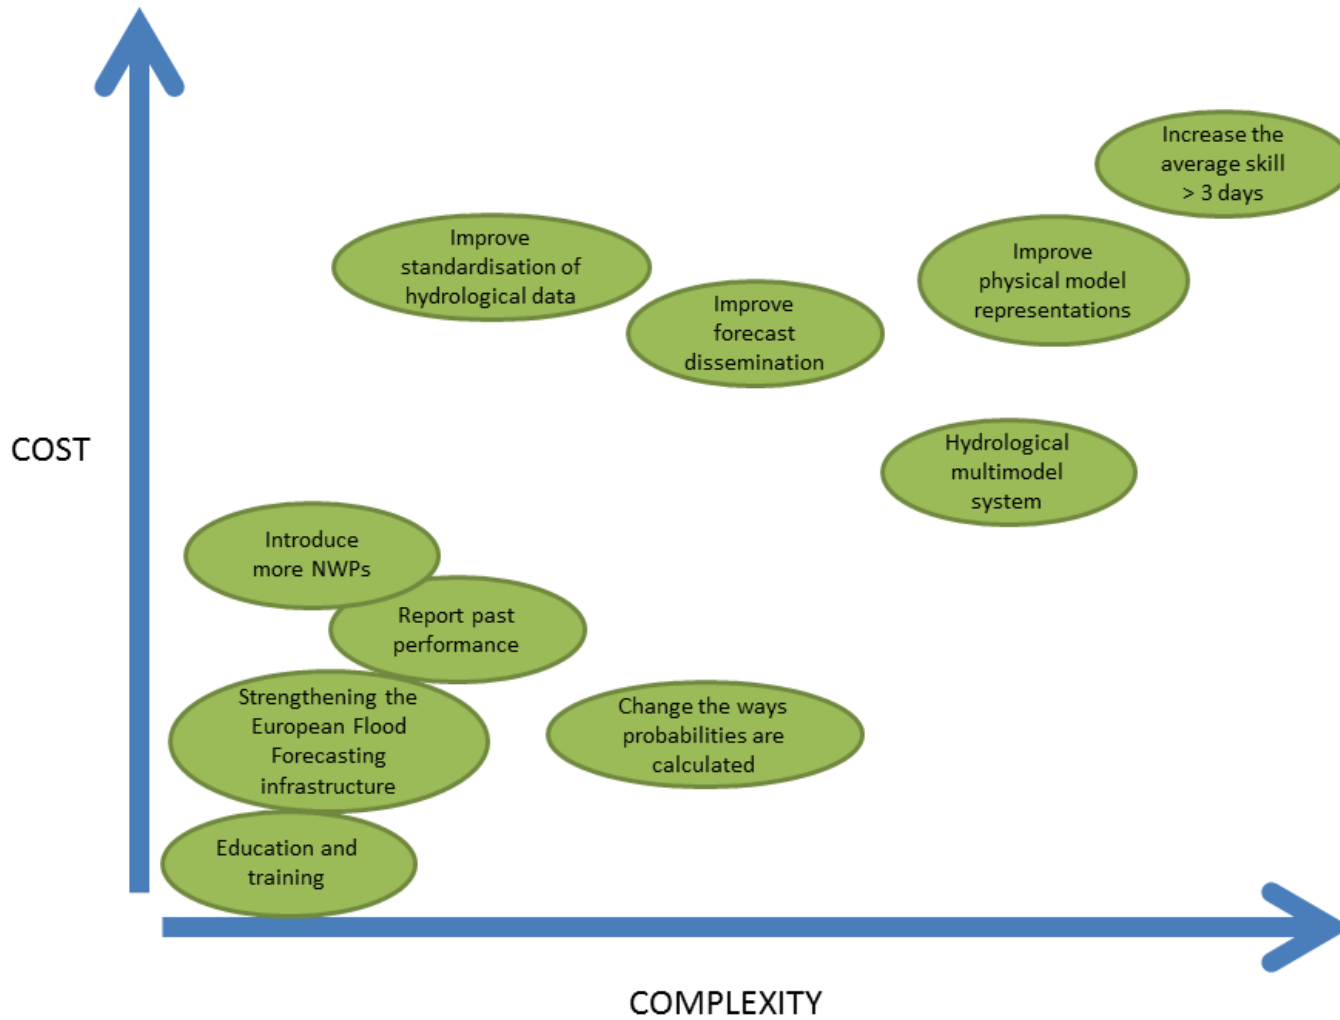 Increase the
average skill
> 3 days
Improve
standardisation of
hydrological data
Improve
physical model
representations
Improve
forecast
dissemination
COST
Hydrological
multimodel
system
Introduce
more NWPs
Report past
performance
Strengthening the
European Flood
Forecasting
infrastructure
Change the ways
probabilities are
calculated
Education and
training
COMPLEXITY